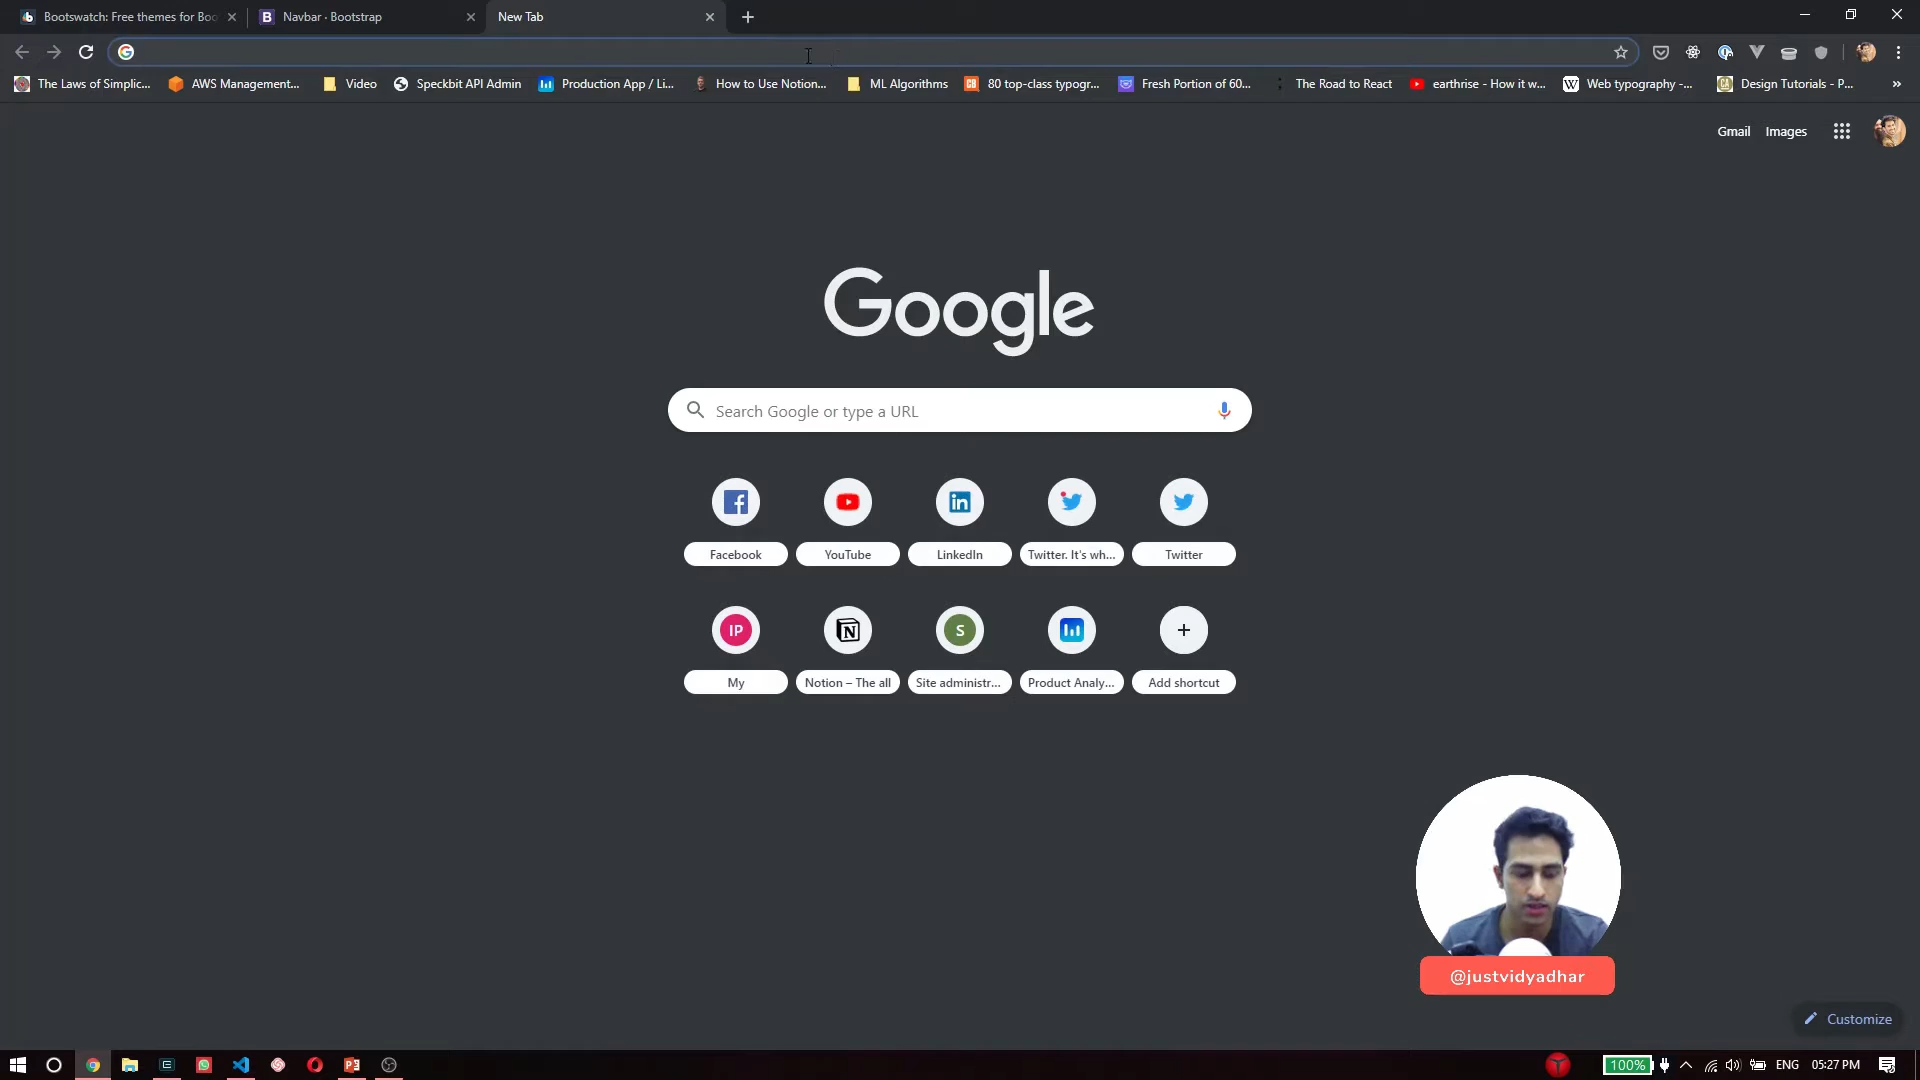 Bootswatch: Free themes for Boo
Navbar · Bootstrap
New Tab
The Laws of Simplic...
AWS Management...
Video
Speckbit API Admin
Production App / Li...
How to Use Notion...
ML Algorithms
80 top-class typogr...
Fresh Portion of 60...
The Road to React
earthrise - How it w...
Web typography -...
Design Tutorials - P...
»
Gmail
Images
Google
Search Google or type a URL
Facebook
YouTube
LinkedIn
Twitter. It's wh...
Twitter
IP
S
My
Notion – The all
Site administr...
Product Analy...
Add shortcut
@justvidyadhar
Customize
100%
ENG
05:27 PM